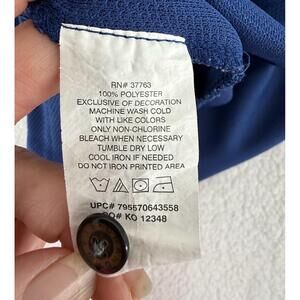 RN# 37763
100% POLYESTER
EXCLUSIVE OF DECORATION
MACHINE WASH COLD
WITH LIKE COLORS
ONLY NON-CHLORINE
BLEACH WHEN NECESSARY
TUMBLE DRY LOW
COOL IRON IF NEEDED
DO NOT IRON PRINTED AREA
UPC# 795570643558
PO# KO 12348